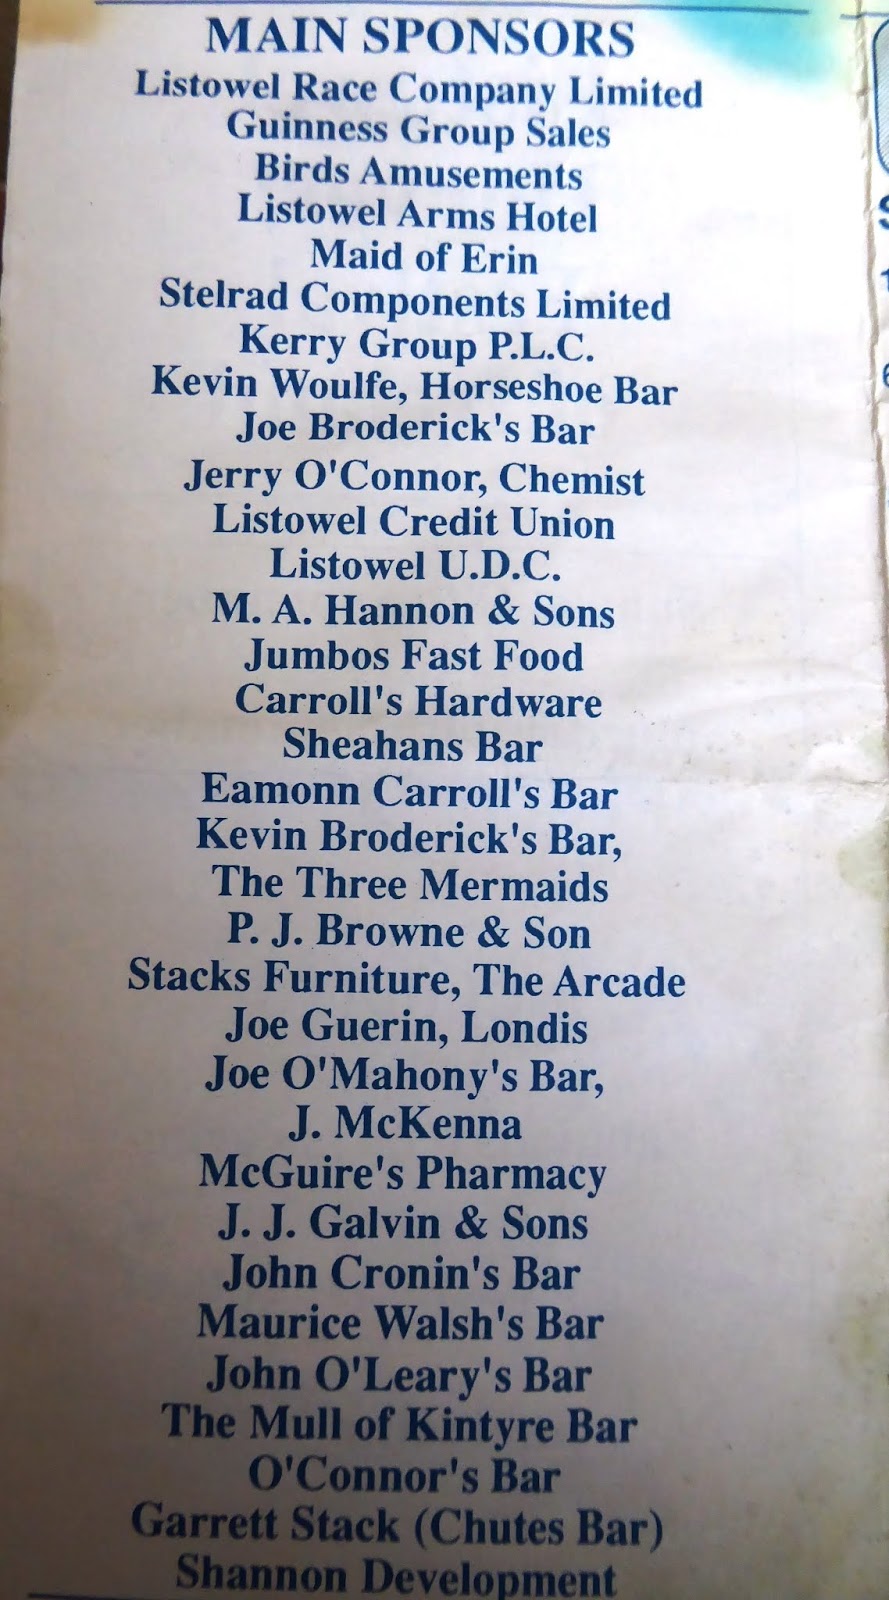 MAIN SPONSORS
Listowel Race Company Limited
Guinness Group Sales
Birds Amusements
Listowel Arms Hotel
Maid of Erin
Stelrad Components Limited
Kerry Group P.L.C.
Kevin Woulfe, Horseshoe Bar
Joe Broderick's Bar
Jerry O'Connor, Chemist
Listowel Credit Union
Listowel U.D.C.
M. A. Hannon & Sons
Jumbos Fast Food
Carroll's Hardware
Sheahans Bar
Eamonn Carroll's Bar
Kevin Broderick's Bar,
The Three Mermaids
P. J. Browne & Son
Stacks Furniture, The Arcade
Joe Guerin, Londis
Joe O'Mahony's Bar,
J. McKenna
McGuire's Pharmacy
J. J. Galvin & Sons
John Cronin's Bar
Maurice Walsh's Bar
John O'Leary's Bar
The Mull of Kintyre Bar
O'Connor's Bar
Garrett Stack (Chutes Bar)
Shannon Development